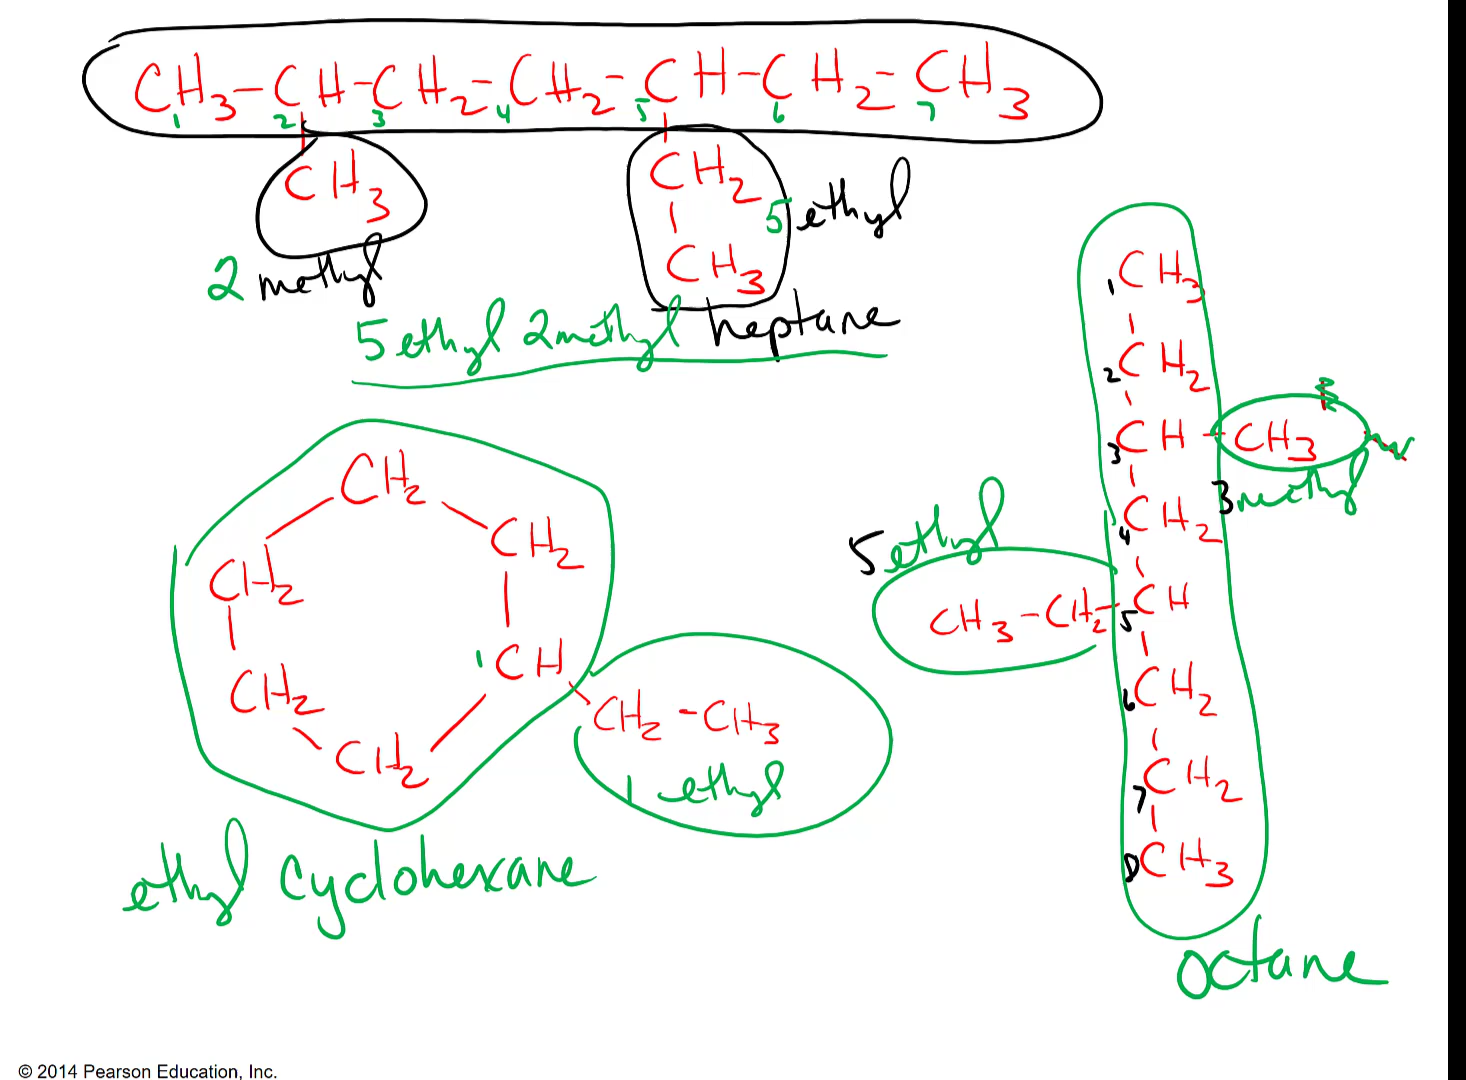 CH3-CH-CH2-CH2-CH-CH2-CH3
1 2 3 4 5 6 7
CH3 CH2
CH3
2 methyl 5 ethyl
5 ethyl 2 methyl heptane
CH2
CH2 CH2
CH2 1 CH
CH2
CH2-CH3
1 ethyl
ethyl cyclohexane
1 CH3
2 CH2
3 CH-CH3
3 methyl
4 CH2
5 ethyl
CH3-CH2-5 CH
6 CH2
7 CH2
8 CH3
octane
© 2014 Pearson Education, Inc.